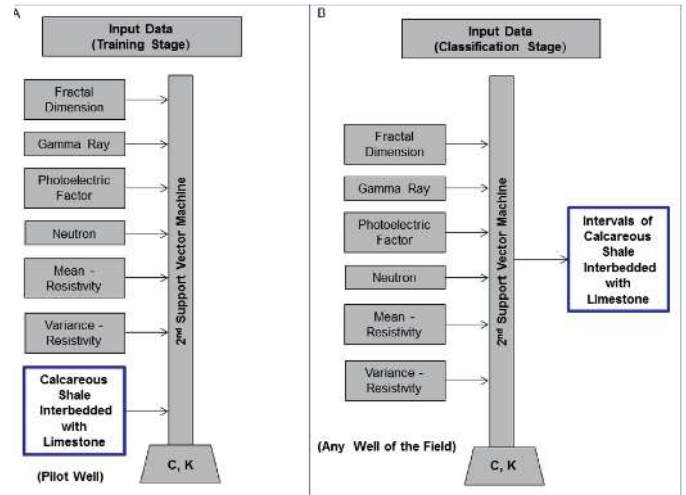 A
Input Data
(Training Stage)
Fractal
Dimension
Gamma Ray
Photoelectric
Factor
Neutron
Mean -
Resistivity
Variance -
Resistivity
Calcareous
Shale
Interbedded
with
Limestone
(Pilot Well)
2nd Support Vector Machine
C, K
B
Input Data
(Classification Stage)
Fractal
Dimension
Gamma Ray
Photoelectric
Factor
Neutron
Mean -
Resistivity
Variance -
Resistivity
(Any Well of the Field)
2nd Support Vector Machine
C, K
Intervals of
Calcareous
Shale
Interbedded
with
Limestone